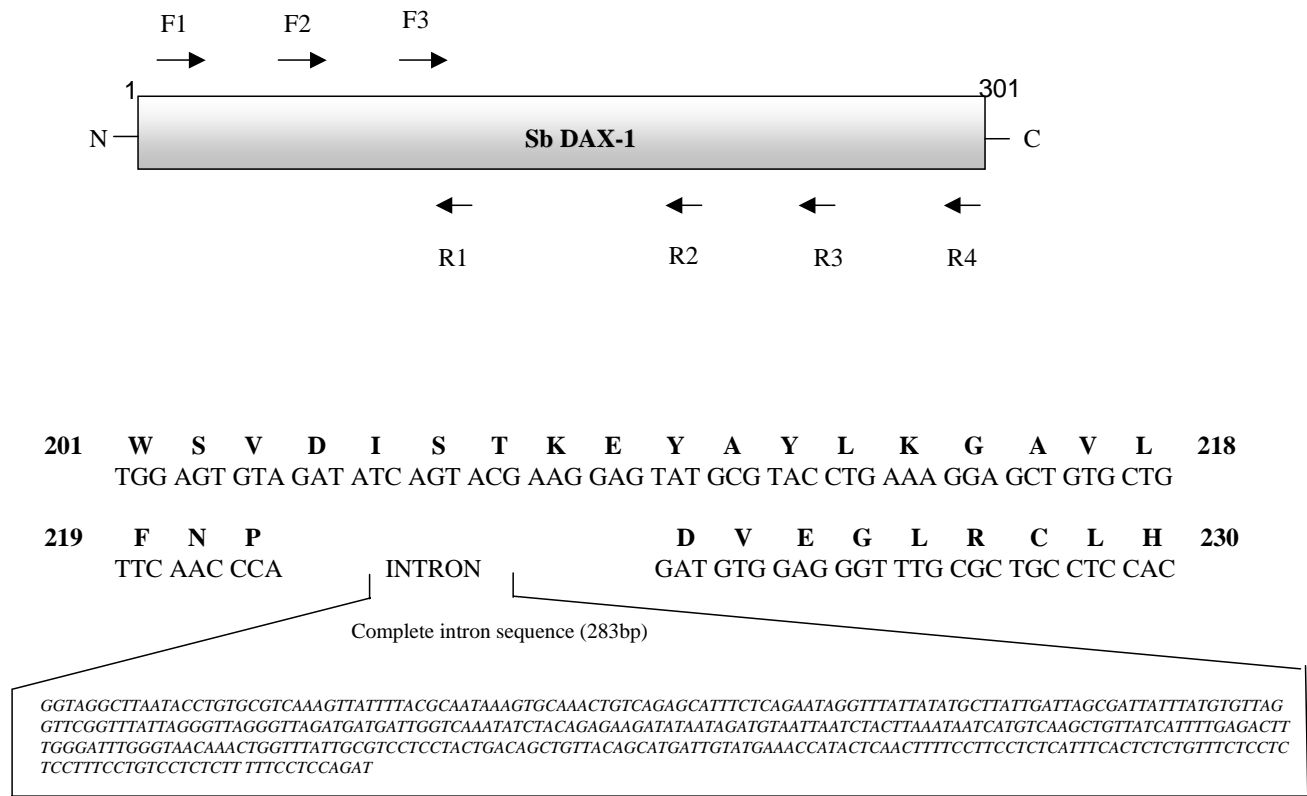 F1 F2 F3
1 301
N Sb DAX-1 C
R1 R2 R3 R4
201 W S V D I S T K E Y A Y L K G A V L 218
TGG AGT GTA GAT ATC AGT ACG AAG GAG TAT GCG TAC CTG AAA GGA GCT GTG CTG
219 F N P D V E G L R C L H 230
TTC AAC CCA INTRON GAT GTG GAG GGT TTG CGC TGC CTC CAC
Complete intron sequence (283bp)
GGTAGGCTTAATACCTGTGCGTCAAAGTTATTTTACGCAATAAAGTGCAAACTGTCAGAGCATTTCTCAGAATAGGTTTATTATATGCTTATTGATTAGCGATTATTTATGTGTTAG
GTTCGGTTTATTAGGGTTAGGGTTAGATGATGATTGGTCAAATATCTACAGAGAAGATATAATAGATGTAATTAATCTACTTAAATAATCATGTCAAGCTGTTATCATTTTGAGACTT
TGGGATTTGGGTAACAAACTGGTTTATTGCGTCCTCCTACTGACAGCTGTTACAGCATGATTGTATGAAACCATACTCAACTTTTCCTTCCTCTCATTTCACTCTCTGTTTCTCCTC
TCCTTTCCTGTCCTCTCTT TTTCCTCCAGAT